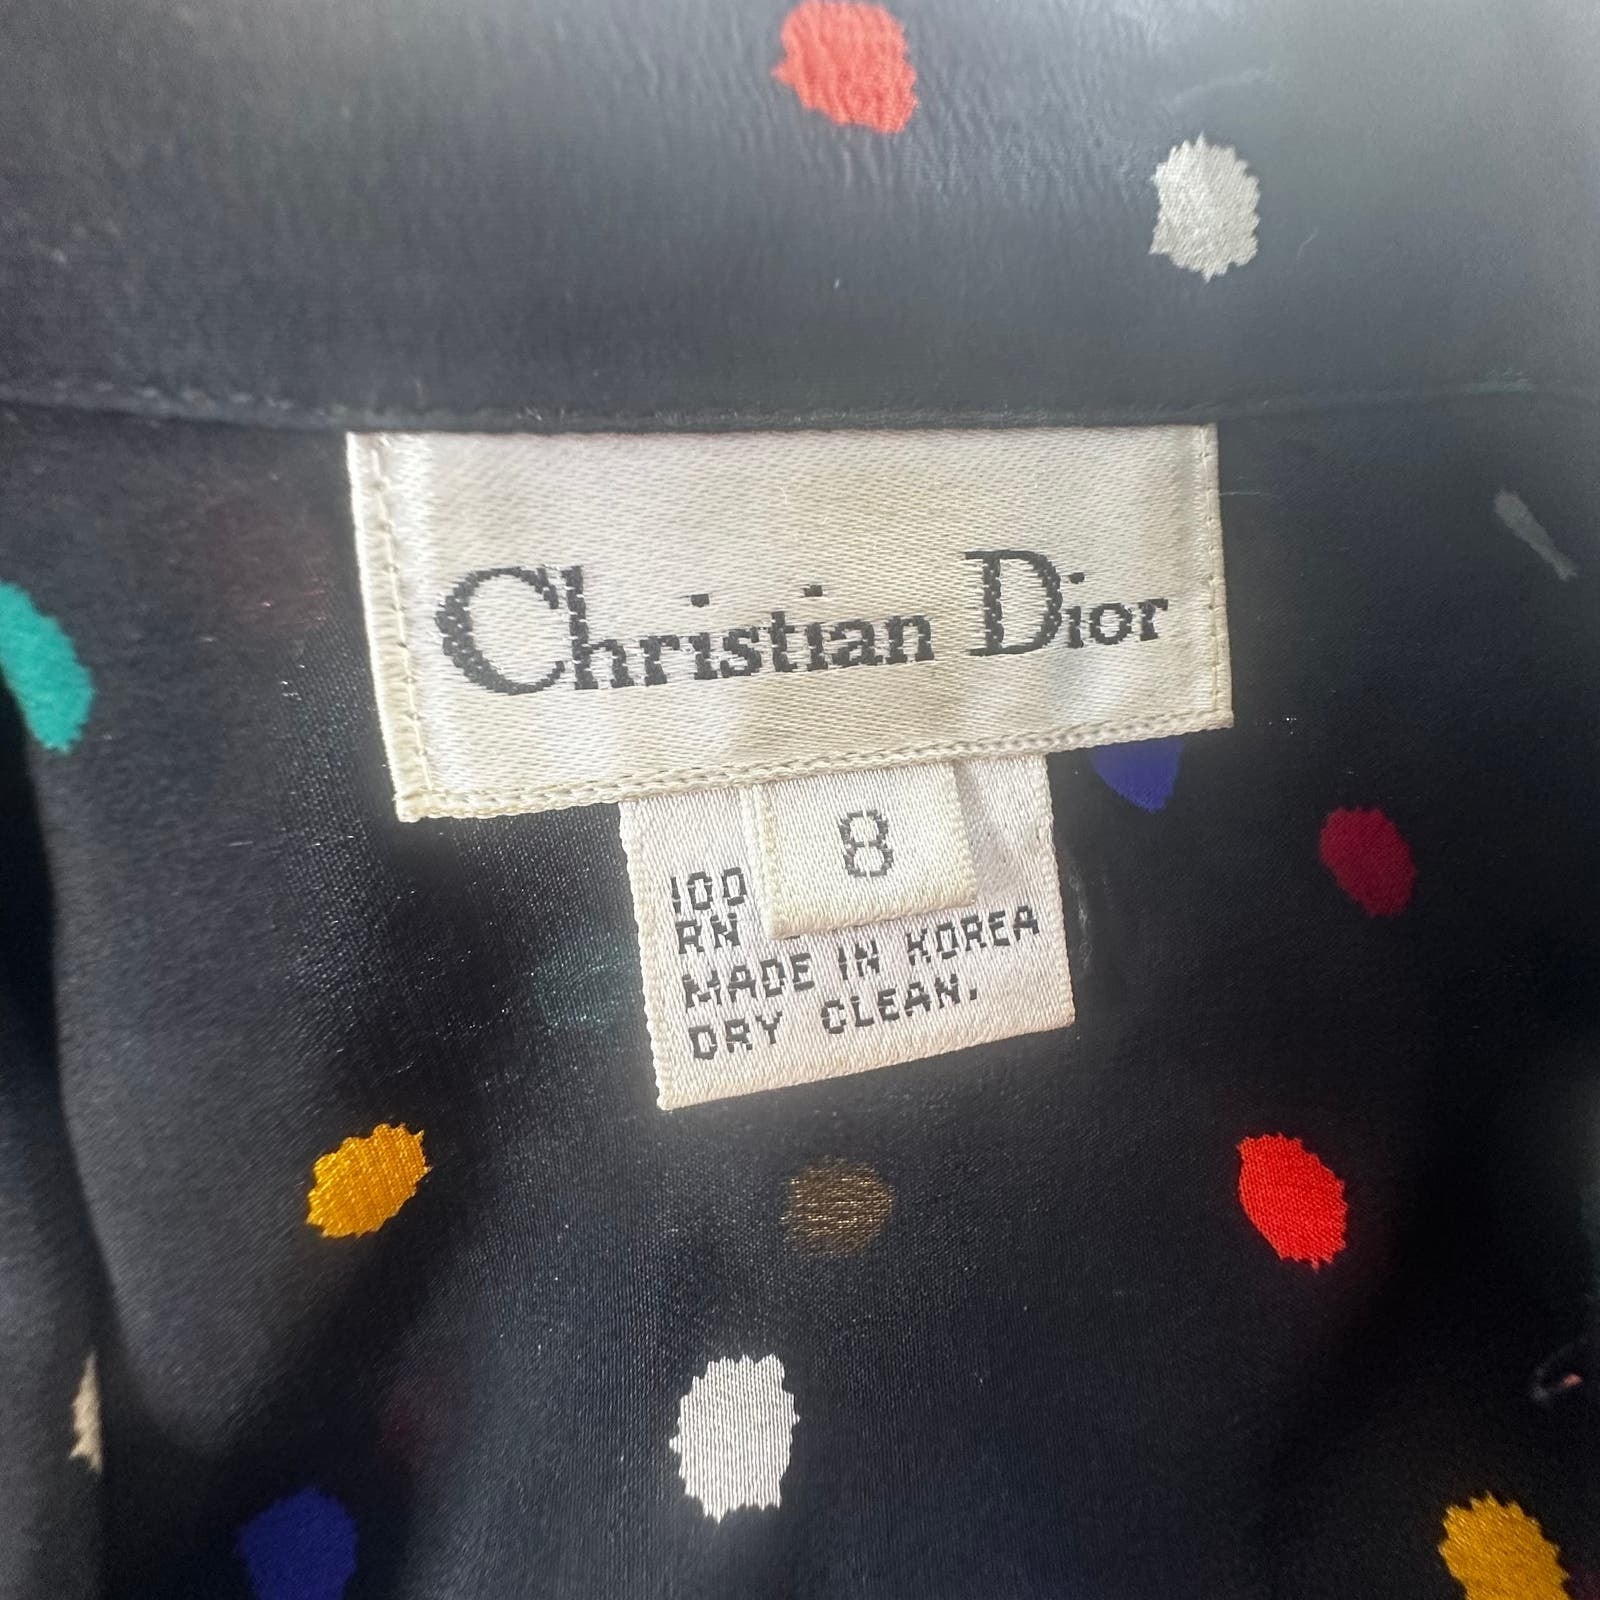 Christian Dior
8
100
RN
MADE IN KOREA
DRY CLEAN.